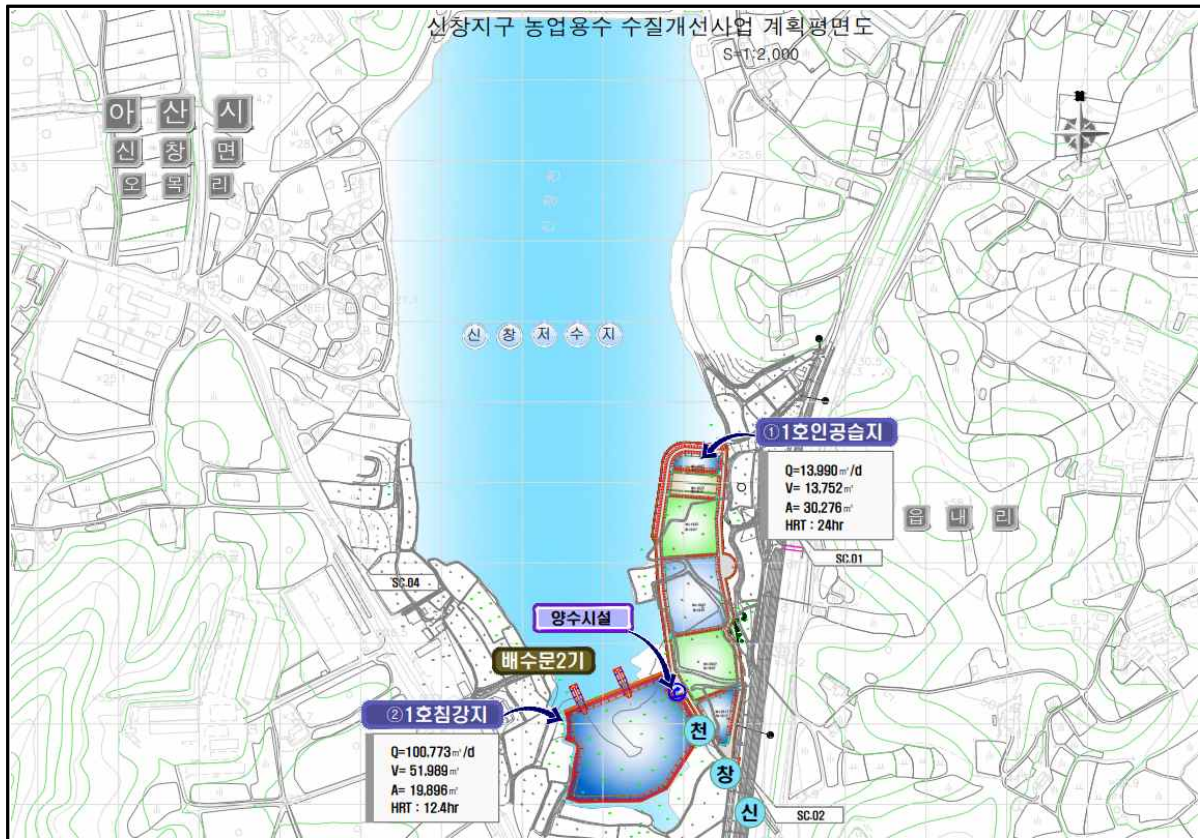 신창지구 농업용수 수질개선사업 계획평면도
S=1:2,000
아 산 시
신 창 면
오 목 리
신 창 저 수 지
①1호인공습지
Q=13.990㎥/d
V= 13.752㎥
A= 30.276㎡
HRT : 24hr
읍 내 리
SC.01
SC.04
양수시설
배수문2기
②1호침강지
Q=100.773㎥/d
V= 51.989㎥
A= 19.896㎡
HRT : 12.4hr
천
창
신
SC.02